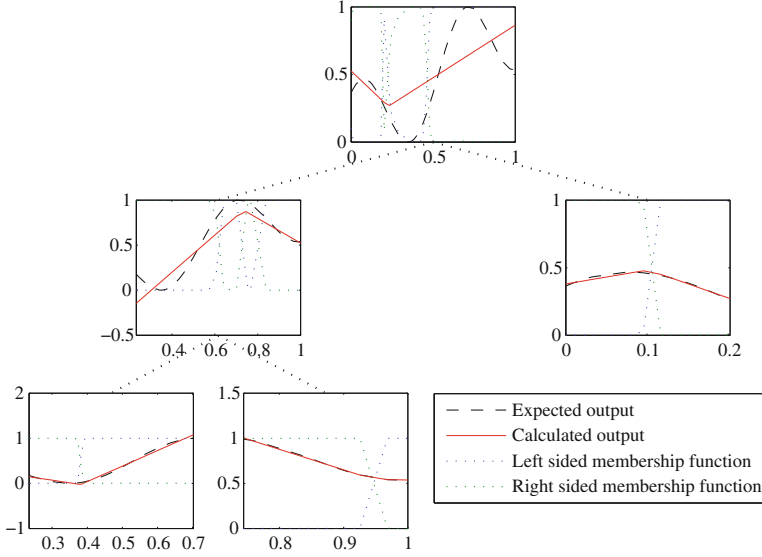 1
0.5
0
0 0.5 1
1
0.5
0
−0.5
0.4 0.6 0.8 1
1
0.5
0
0 0.1 0.2
2
1
0
−1
0.3 0.4 0.5 0.6 0.7
1.5
1
0.5
0
0.8 0.9 1
Expected output
Calculated output
Left sided membership function
Right sided membership function